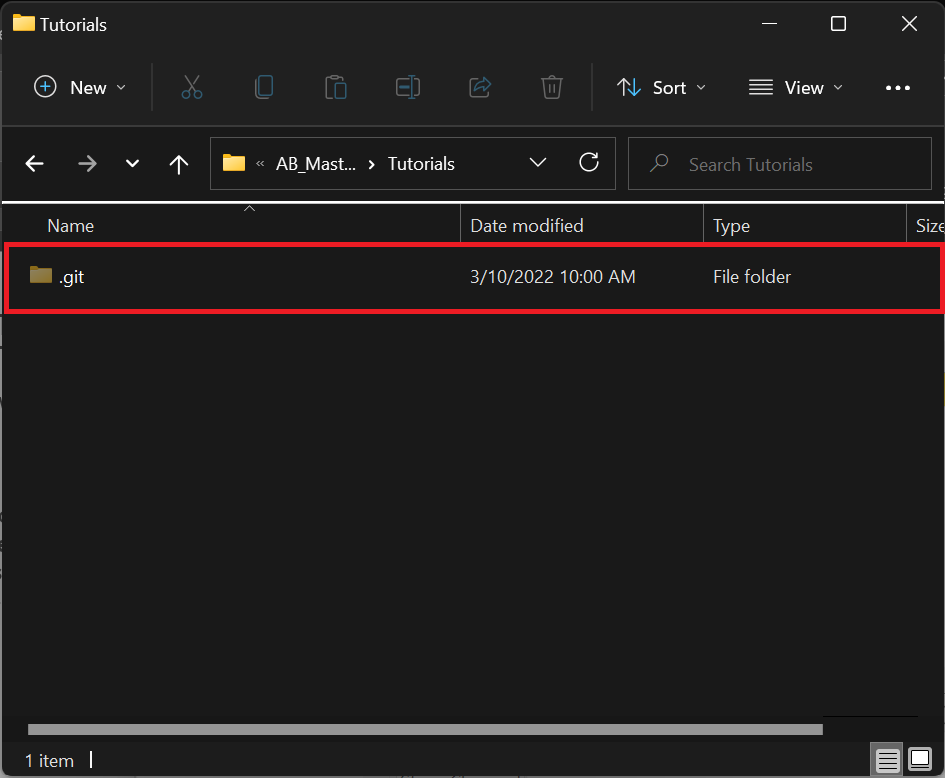 Tutorials
New Sort View
« AB_Mast... › Tutorials Search Tutorials
Name Date modified Type Size
.git 3/10/2022 10:00 AM File folder
1 item